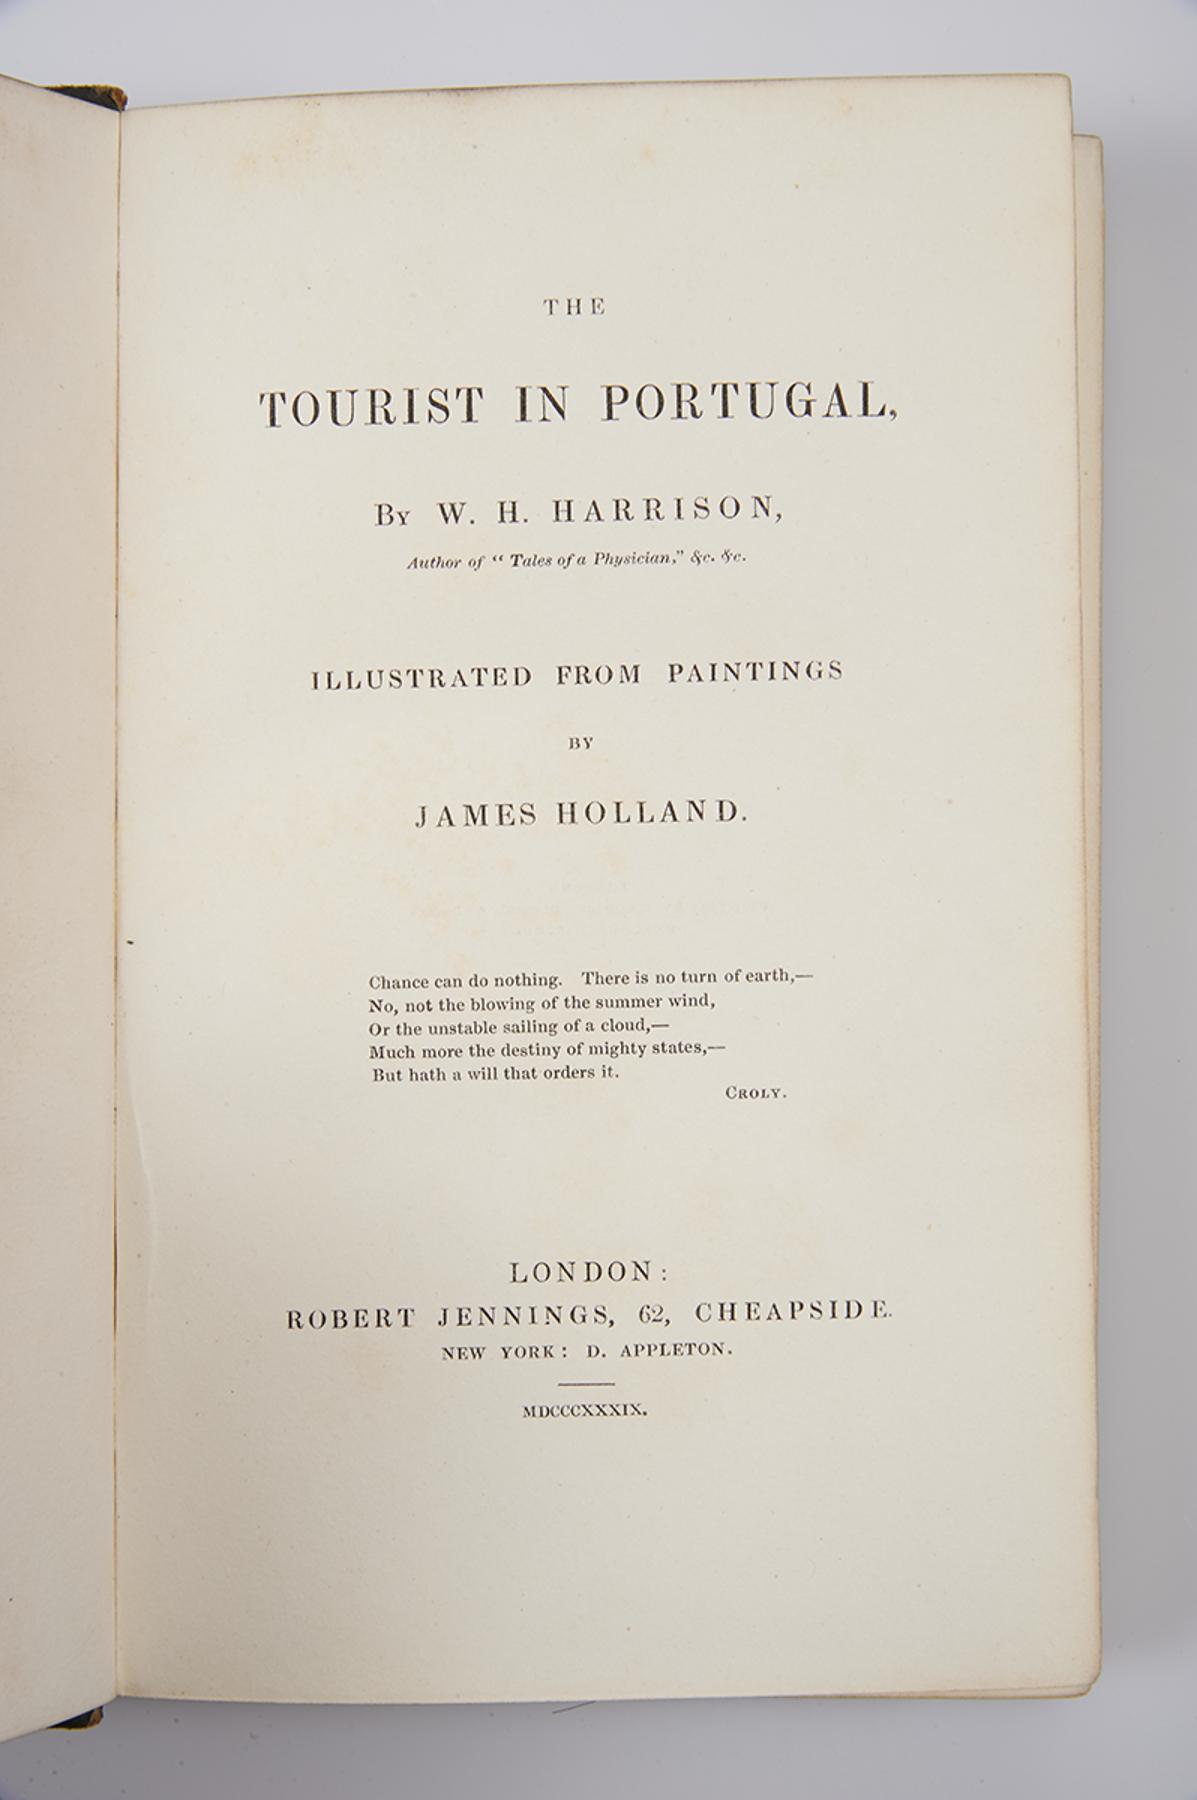 THE
TOURIST IN PORTUGAL,
BY W. H. HARRISON,
Author of “ Tales of a Physician,” &c. &c.
ILLUSTRATED FROM PAINTINGS
BY
JAMES HOLLAND.
Chance can do nothing. There is no turn of earth,—
No, not the blowing of the summer wind,
Or the unstable sailing of a cloud,—
Much more the destiny of mighty states,—
But hath a will that orders it.
CROLY.
LONDON:
ROBERT JENNINGS, 62, CHEAPSIDE.
NEW YORK: D. APPLETON.
MDCCCXXXIX.